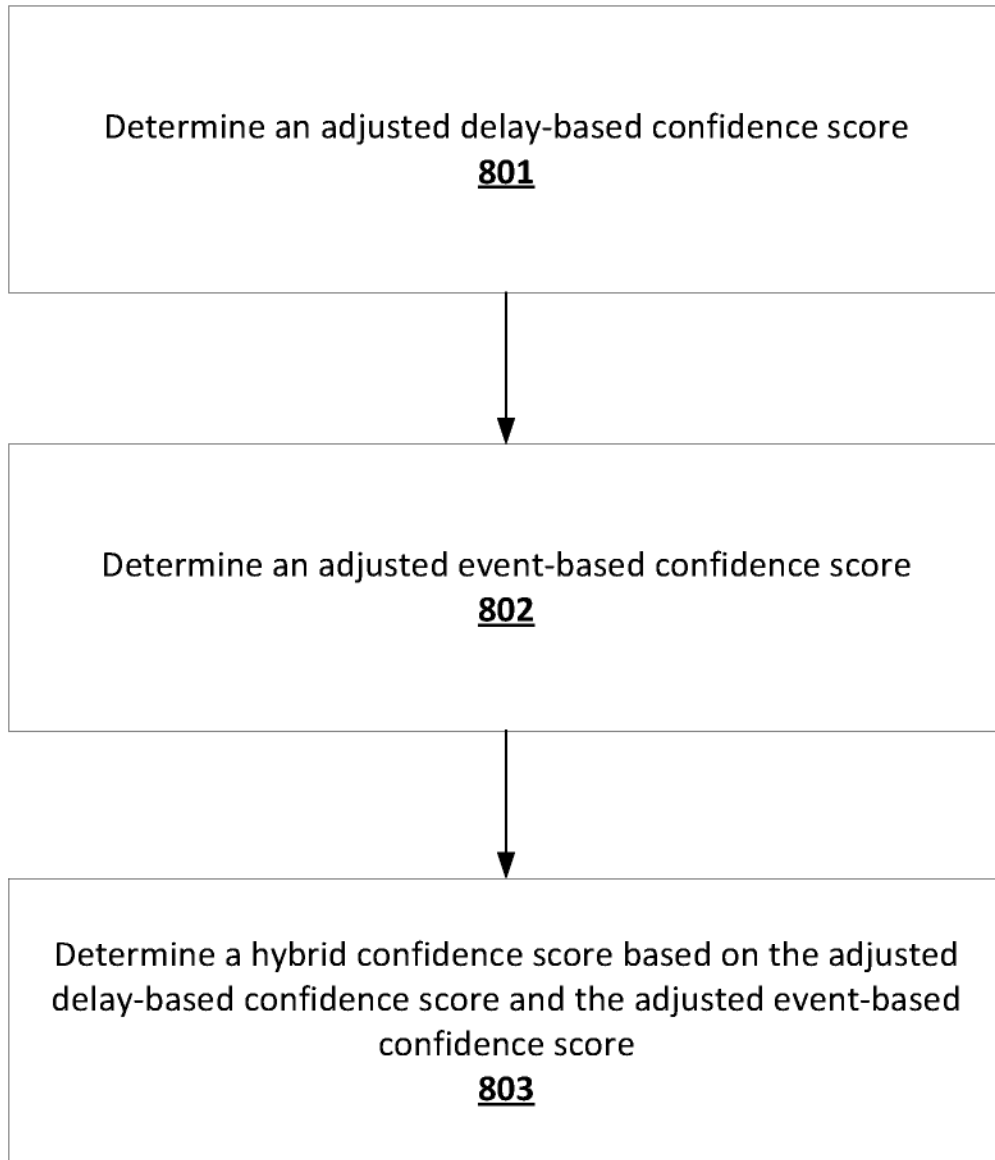 Determine an adjusted delay-based confidence score
801
Determine an adjusted event-based confidence score
802
Determine a hybrid confidence score based on the adjusted
delay-based confidence score and the adjusted event-based
confidence score
803